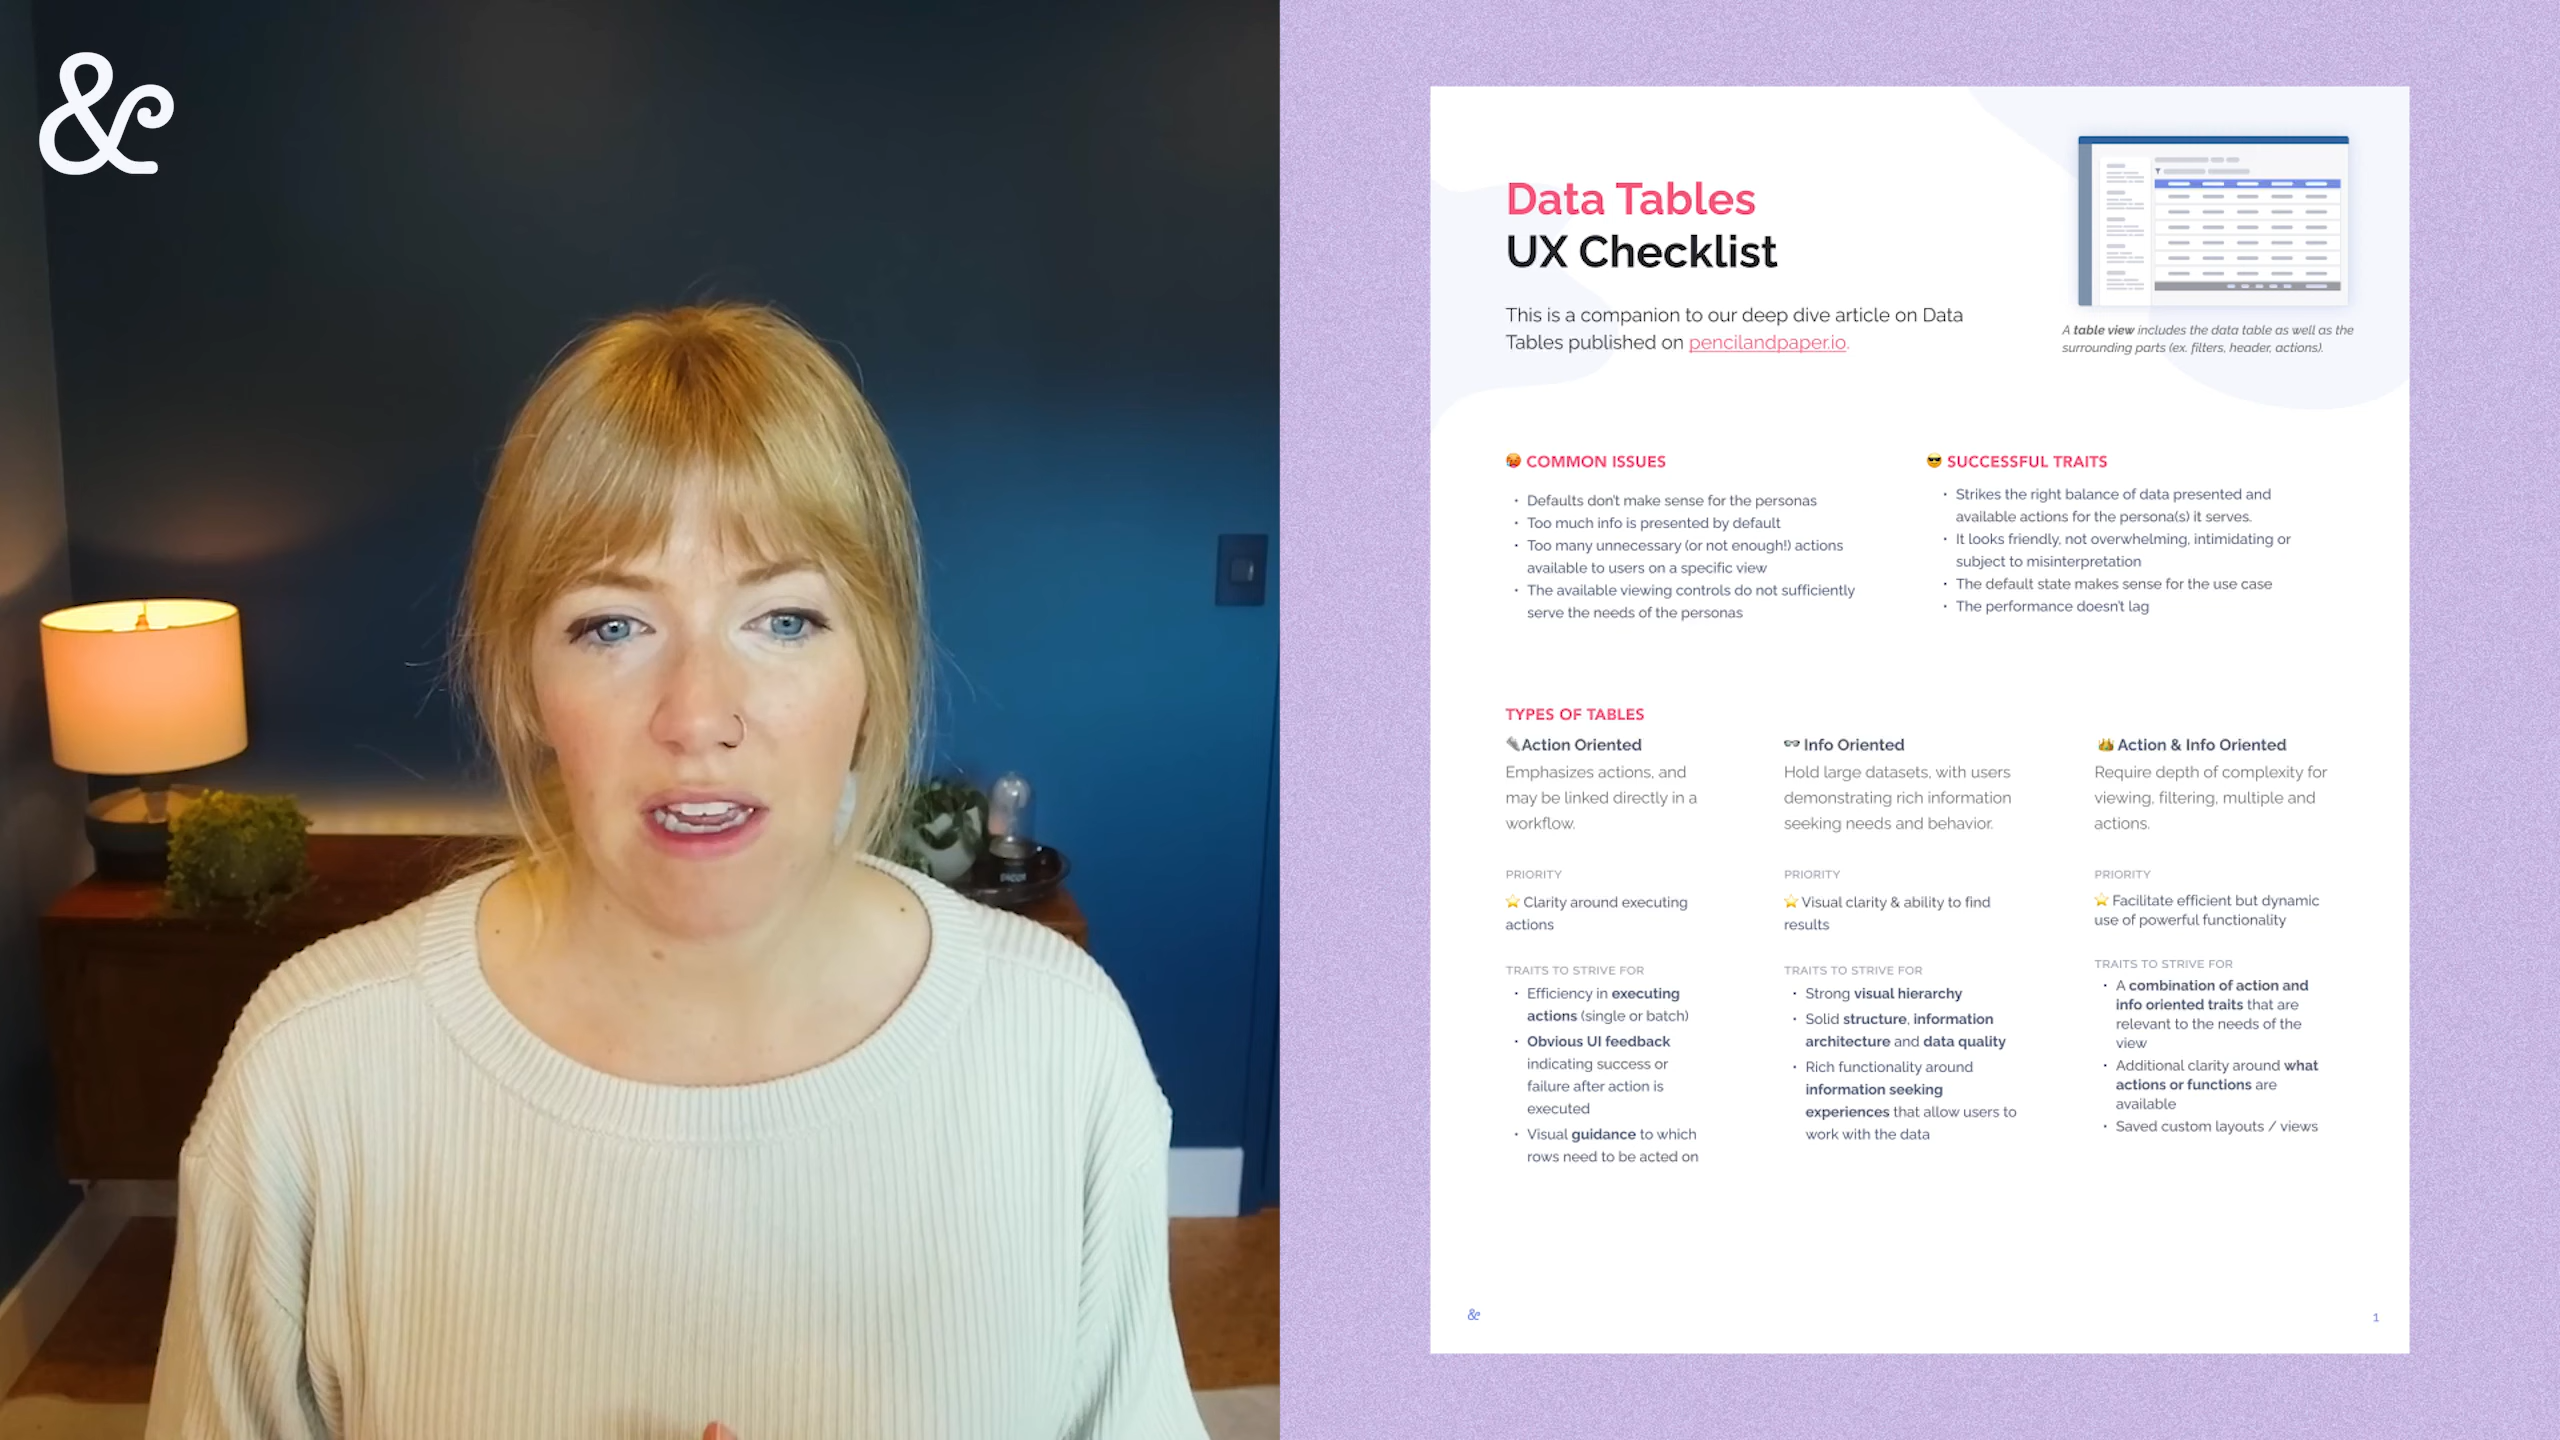 &
Data Tables
UX Checklist
This is a companion to our deep dive article on Data
Tables published on pencilandpaper.io.
A table view includes the data table as well as the
surrounding parts (ex. filters, header, actions).
🥵 COMMON ISSUES
· Defaults don't make sense for the personas
· Too much info is presented by default
· Too many unnecessary (or not enough!) actions
available to users on a specific view
· The available viewing controls do not sufficiently
serve the needs of the personas
😎 SUCCESSFUL TRAITS
· Strikes the right balance of data presented and
available actions for the persona(s) it serves.
· It looks friendly, not overwhelming, intimidating or
subject to misinterpretation
· The default state makes sense for the use case
· The performance doesn't lag
TYPES OF TABLES
Action Oriented
Emphasizes actions, and
may be linked directly in a
workflow.
PRIORITY
⭐ Clarity around executing
actions
TRAITS TO STRIVE FOR
· Efficiency in executing
actions (single or batch)
· Obvious UI feedback
indicating success or
failure after action is
executed
· Visual guidance to which
rows need to be acted on
Info Oriented
Hold large datasets, with users
demonstrating rich information
seeking needs and behavior.
PRIORITY
⭐ Visual clarity & ability to find
results
TRAITS TO STRIVE FOR
· Strong visual hierarchy
· Solid structure, information
architecture and data quality
· Rich functionality around
information seeking
experiences that allow users to
work with the data
Action & Info Oriented
Require depth of complexity for
viewing, filtering, multiple and
actions.
PRIORITY
⭐ Facilitate efficient but dynamic
use of powerful functionality
TRAITS TO STRIVE FOR
· A combination of action and
info oriented traits that are
relevant to the needs of the
view
· Additional clarity around what
actions or functions are
available
· Saved custom layouts / views
&
1